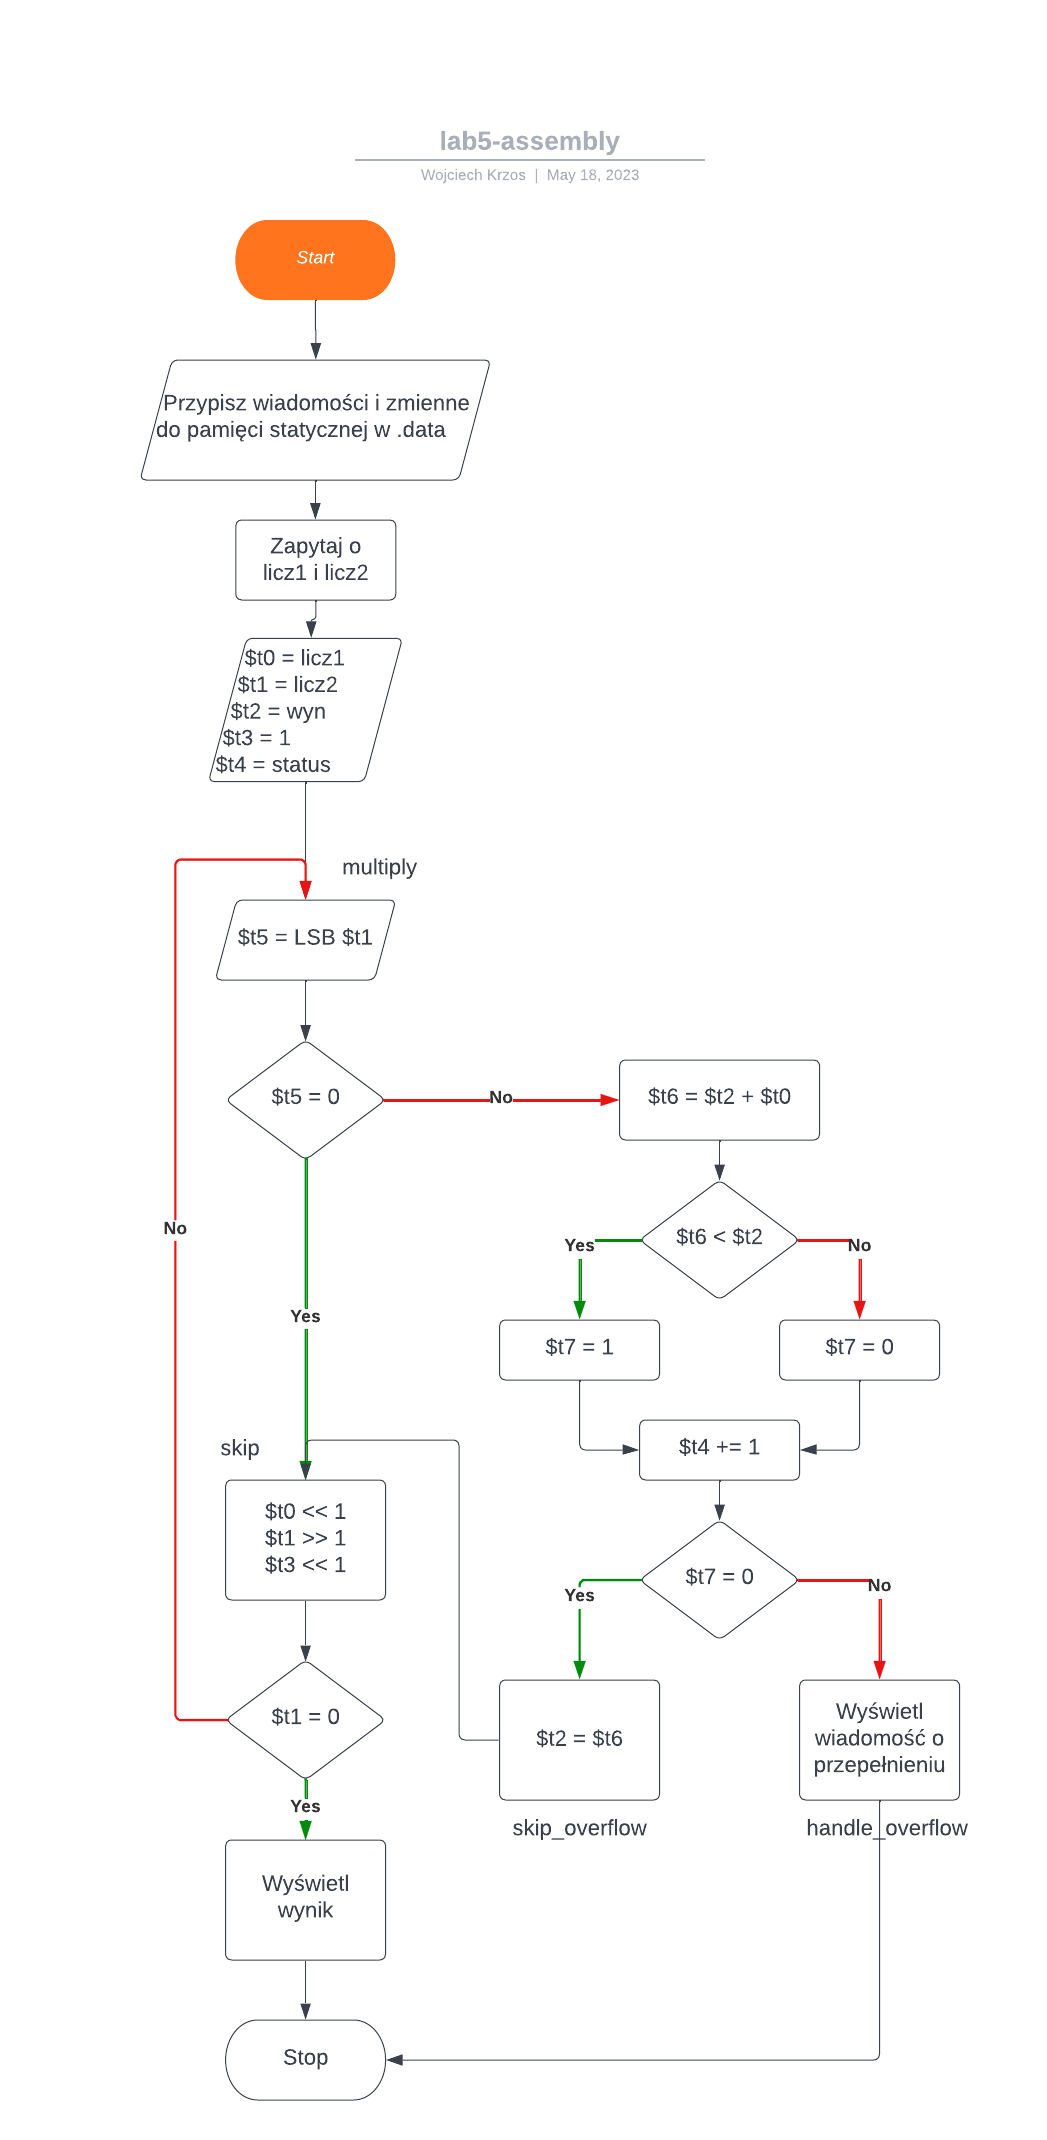 lab5-assembly
Wojciech Krzos | May 18, 2023
Start
Przypisz wiadomości i zmienne
do pamięci statycznej w .data
Zapytaj o
licz1 i licz2
$t0 = licz1
$t1 = licz2
$t2 = wyn
$t3 = 1
$t4 = status
multiply
$t5 = LSB $t1
$t5 = 0
No
$t6 = $t2 + $t0
$t6 < $t2
Yes
No
No
Yes
$t7 = 1
$t7 = 0
$t4 += 1
skip
$t0 << 1
$t1 >> 1
$t3 << 1
$t7 = 0
Yes
No
$t1 = 0
$t2 = $t6
Wyświetl
wiadomość o
przepełnieniu
Yes
skip_overflow
handle_overflow
Wyświetl
wynik
Stop